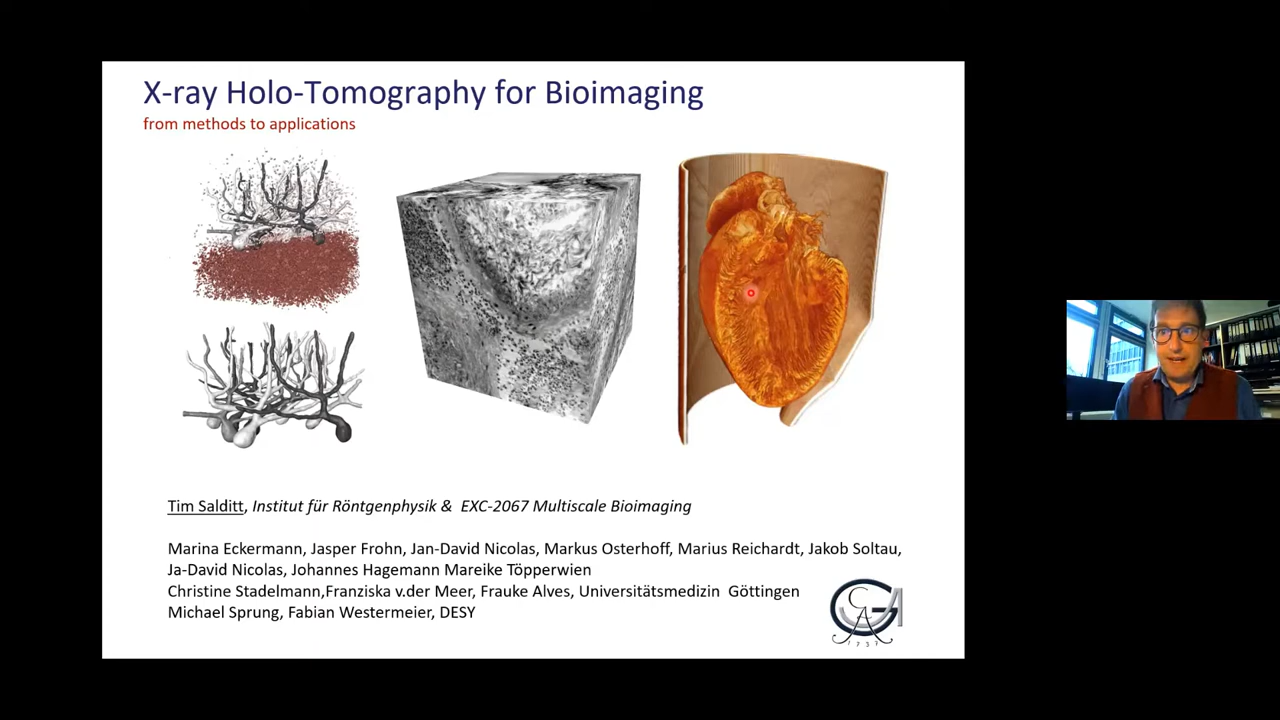 X-ray Holo-Tomography for Bioimaging
from methods to applications
Tim Salditt, Institut für Röntgenphysik & EXC-2067 Multiscale Bioimaging
Marina Eckermann, Jasper Frohn, Jan-David Nicolas, Markus Osterhoff, Marius Reichardt, Jakob Soltau,
Ja-David Nicolas, Johannes Hagemann Mareike Töpperwien
Christine Stadelmann,Franziska v.der Meer, Frauke Alves, Universitätsmedizin Göttingen
Michael Sprung, Fabian Westermeier, DESY
GA
1737